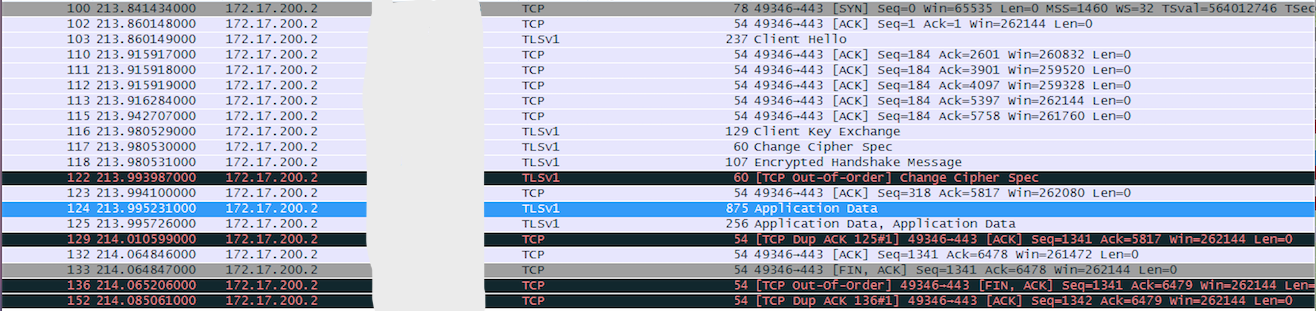 100 213.841434000 172.17.200.2 TCP 78 49346→443 [SYN] Seq=0 Win=65535 Len=0 MSS=1460 WS=32 TSval=564012746 TSec
102 213.860148000 172.17.200.2 TCP 54 49346→443 [ACK] Seq=1 Ack=1 Win=262144 Len=0
103 213.860149000 172.17.200.2 TLSv1 237 Client Hello
110 213.915917000 172.17.200.2 TCP 54 49346→443 [ACK] Seq=184 Ack=2601 Win=260832 Len=0
111 213.915918000 172.17.200.2 TCP 54 49346→443 [ACK] Seq=184 Ack=3901 Win=259520 Len=0
112 213.915919000 172.17.200.2 TCP 54 49346→443 [ACK] Seq=184 Ack=4097 Win=259328 Len=0
113 213.916284000 172.17.200.2 TCP 54 49346→443 [ACK] Seq=184 Ack=5397 Win=262144 Len=0
115 213.942707000 172.17.200.2 TCP 54 49346→443 [ACK] Seq=184 Ack=5758 Win=261760 Len=0
116 213.980529000 172.17.200.2 TLSv1 129 Client Key Exchange
117 213.980530000 172.17.200.2 TLSv1 60 Change Cipher Spec
118 213.980531000 172.17.200.2 TLSv1 107 Encrypted Handshake Message
122 213.993987000 172.17.200.2 TLSv1 60 [TCP Out-Of-Order] Change Cipher Spec
123 213.994100000 172.17.200.2 TCP 54 49346→443 [ACK] Seq=318 Ack=5817 Win=262080 Len=0
124 213.995231000 172.17.200.2 TLSv1 875 Application Data
125 213.995726000 172.17.200.2 TLSv1 256 Application Data, Application Data
129 214.010599000 172.17.200.2 TCP 54 [TCP Dup ACK 125#1] 49346→443 [ACK] Seq=1341 Ack=5817 Win=262144 Len=0
132 214.064846000 172.17.200.2 TCP 54 49346→443 [ACK] Seq=1341 Ack=6478 Win=261472 Len=0
133 214.064847000 172.17.200.2 TCP 54 49346→443 [FIN, ACK] Seq=1341 Ack=6478 Win=262144 Len=0
136 214.065206000 172.17.200.2 TCP 54 [TCP Out-Of-Order] 49346→443 [FIN, ACK] Seq=1341 Ack=6479 Win=262144 Len=
152 214.085061000 172.17.200.2 TCP 54 [TCP Dup ACK 136#1] 49346→443 [ACK] Seq=1342 Ack=6479 Win=262144 Len=0